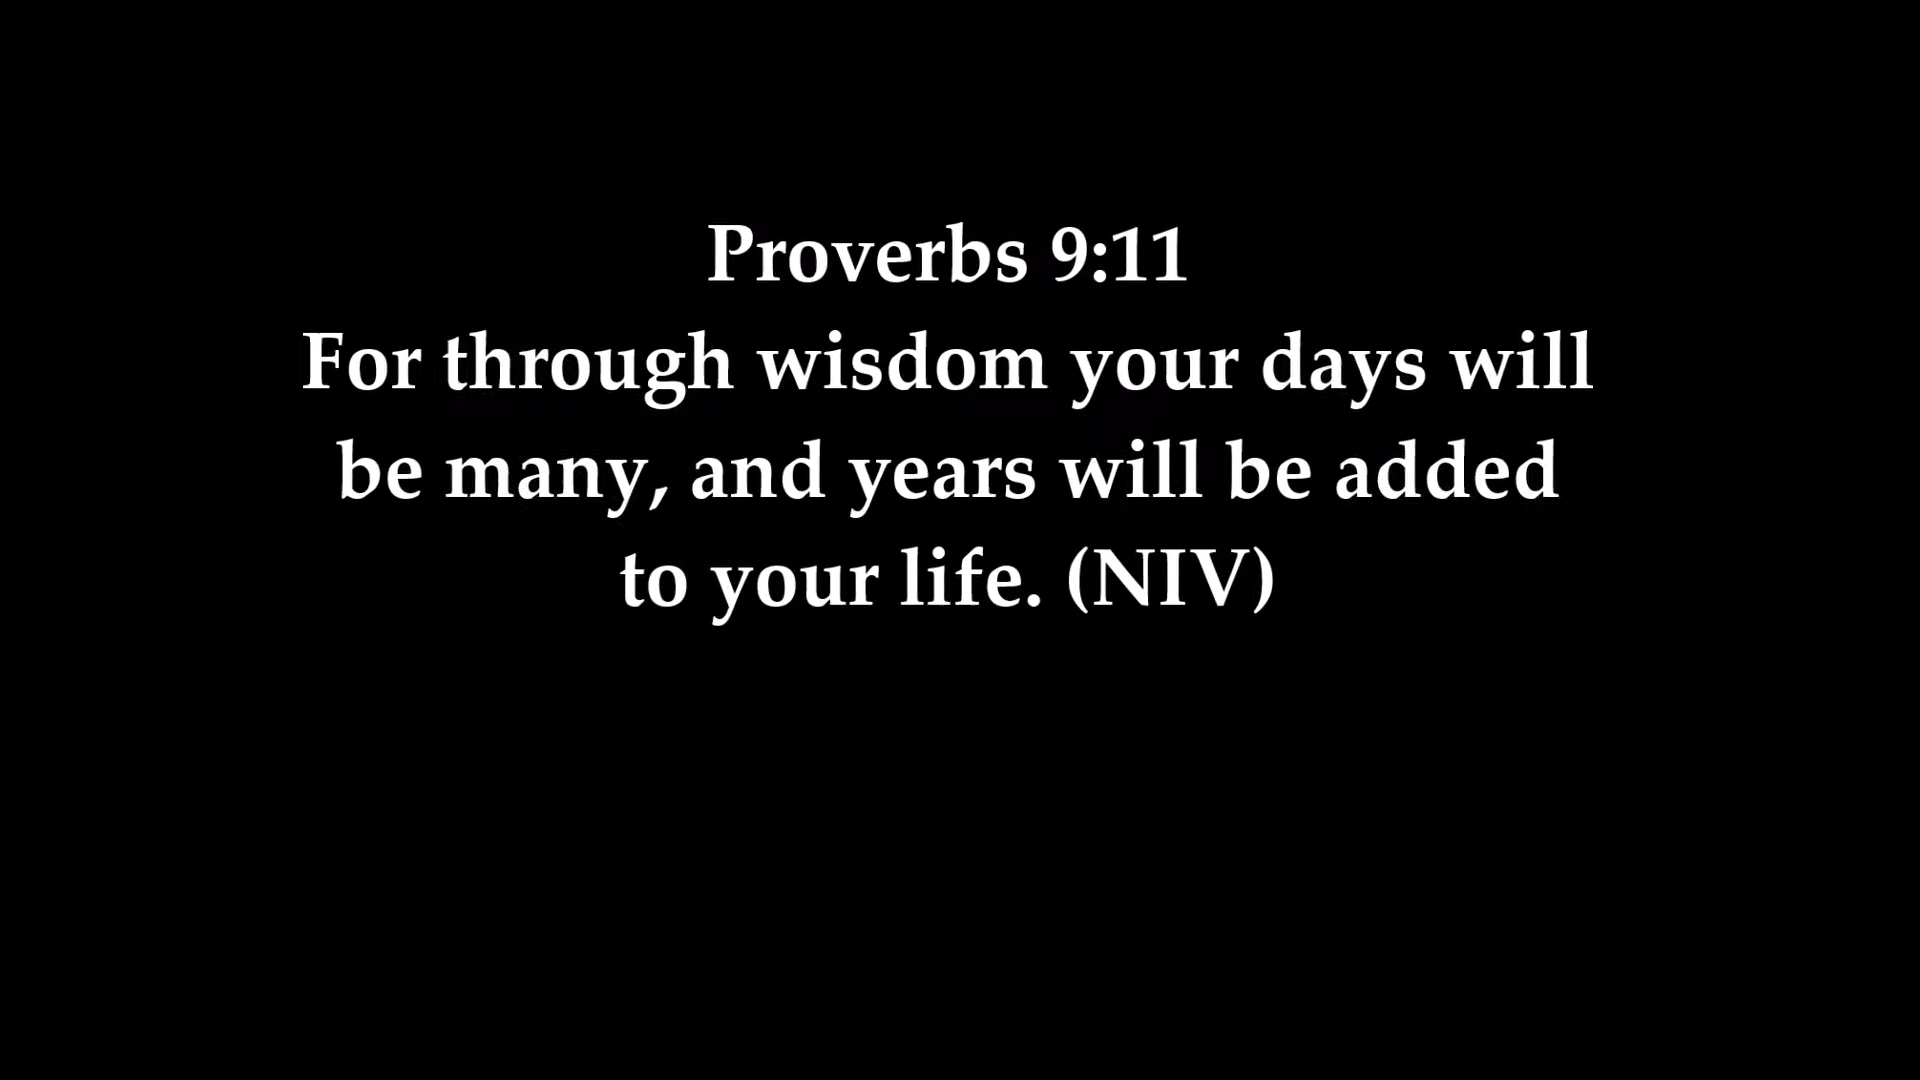 Proverbs 9:11
For through wisdom your days will
be many, and years will be added
to your life. (NIV)